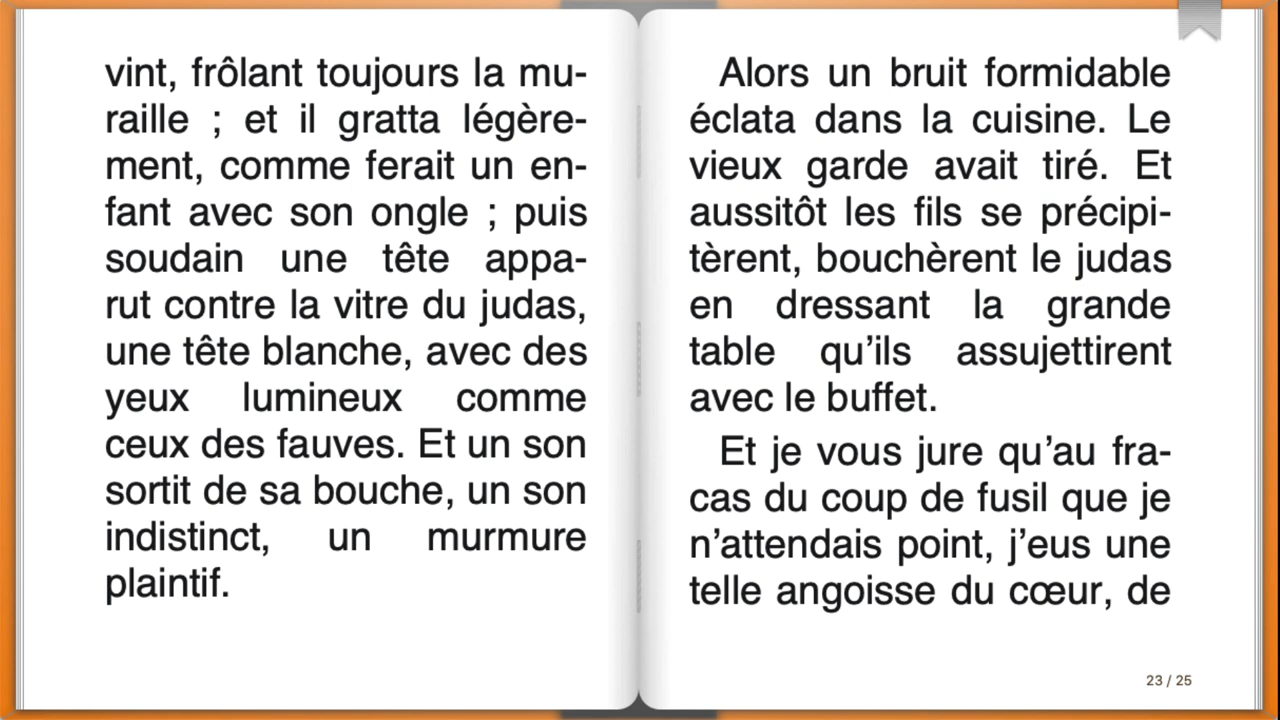 vint, frôlant toujours la mu-
raille ; et il gratta légère-
ment, comme ferait un en-
fant avec son ongle ; puis
soudain une tête appa-
rut contre la vitre du judas,
une tête blanche, avec des
yeux lumineux comme
ceux des fauves. Et un son
sortit de sa bouche, un son
indistinct, un murmure
plaintif.
Alors un bruit formidable
éclata dans la cuisine. Le
vieux garde avait tiré. Et
aussitôt les fils se précipi-
tèrent, bouchèrent le judas
en dressant la grande
table qu’ils assujettirent
avec le buffet.
Et je vous jure qu’au fra-
cas du coup de fusil que je
n’attendais point, j’eus une
telle angoisse du cœur, de
23 / 25